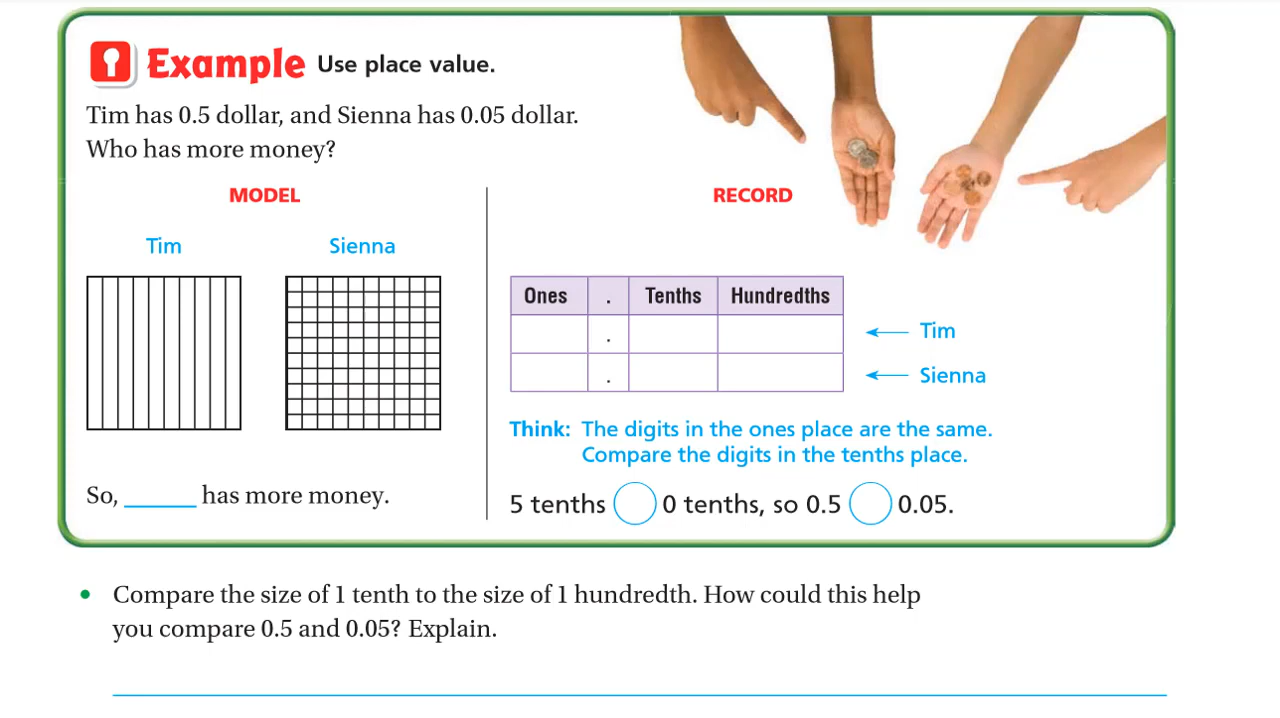 Example Use place value.
Tim has 0.5 dollar, and Sienna has 0.05 dollar.
Who has more money?
MODEL
Tim Sienna
So, ______ has more money.
RECORD
Ones . Tenths Hundredths
. Tim
. Sienna
Think: The digits in the ones place are the same.
Compare the digits in the tenths place.
5 tenths ◯ 0 tenths, so 0.5 ◯ 0.05.
• Compare the size of 1 tenth to the size of 1 hundredth. How could this help
you compare 0.5 and 0.05? Explain.